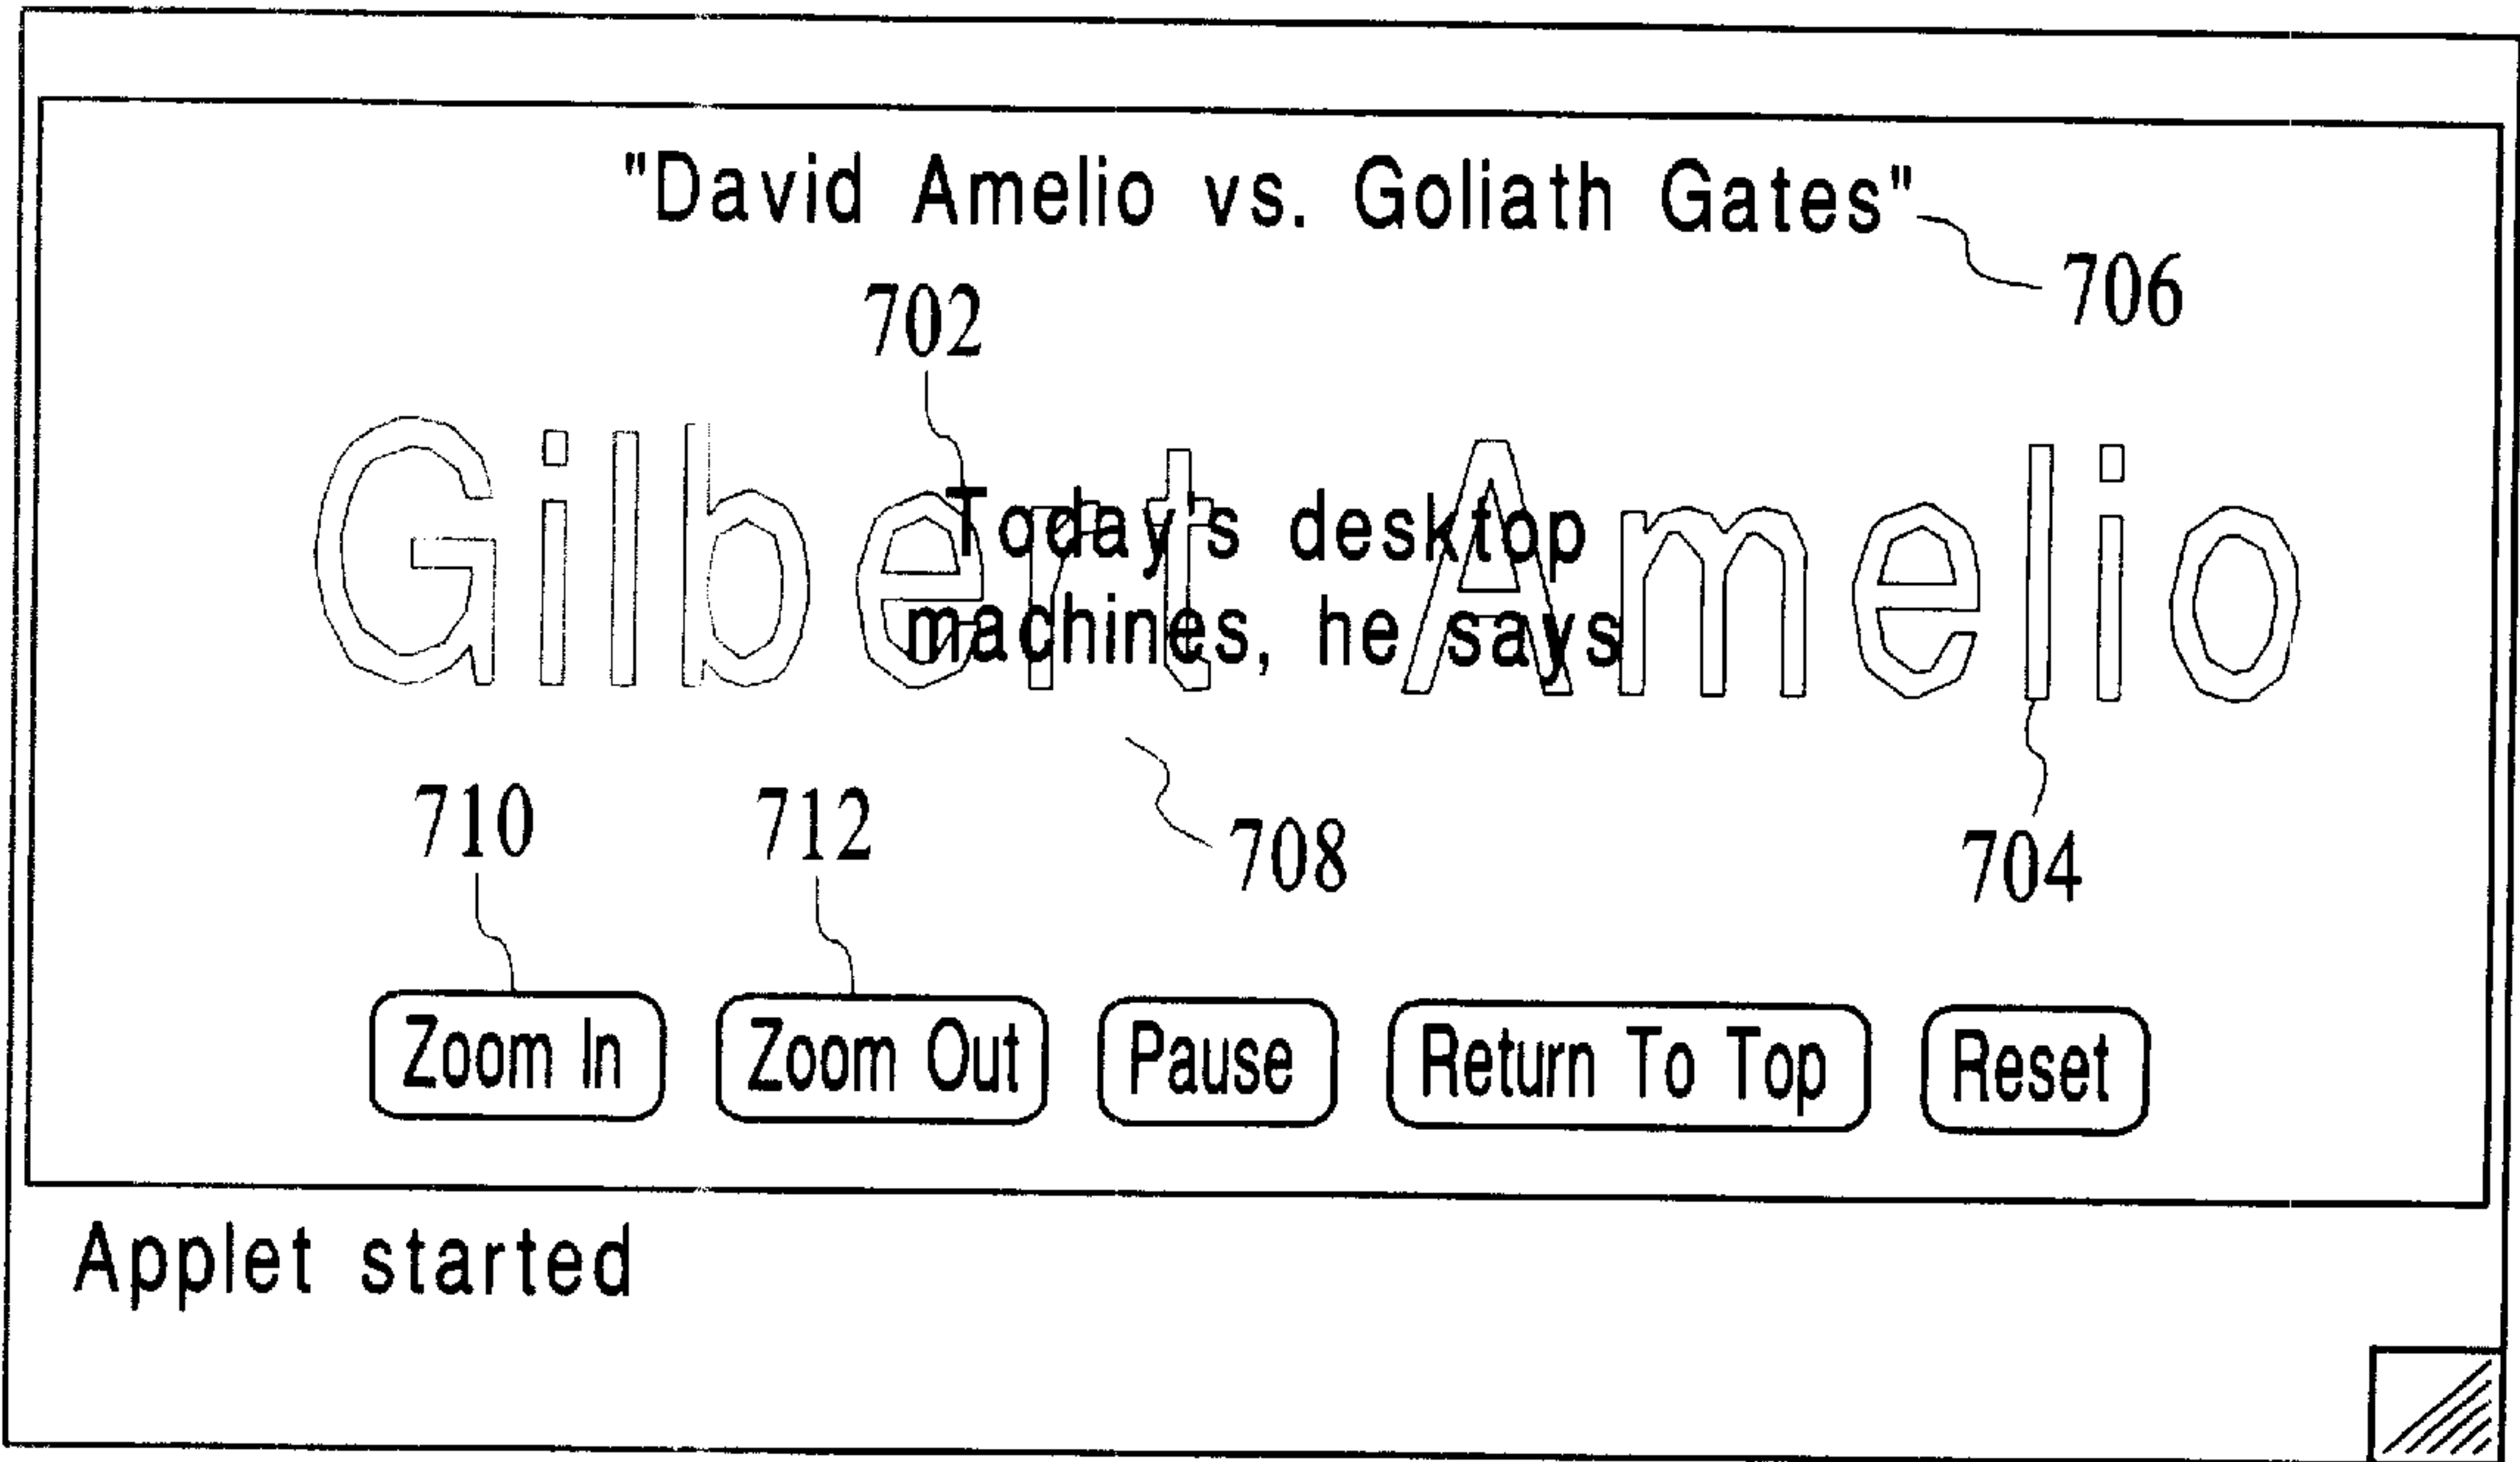 "David Amelio vs. Goliath Gates"
706
702
Gilbert Amelio
Today's desktop
machines, he says
710
712
708
704
Zoom In
Zoom Out
Pause
Return To Top
Reset
Applet started